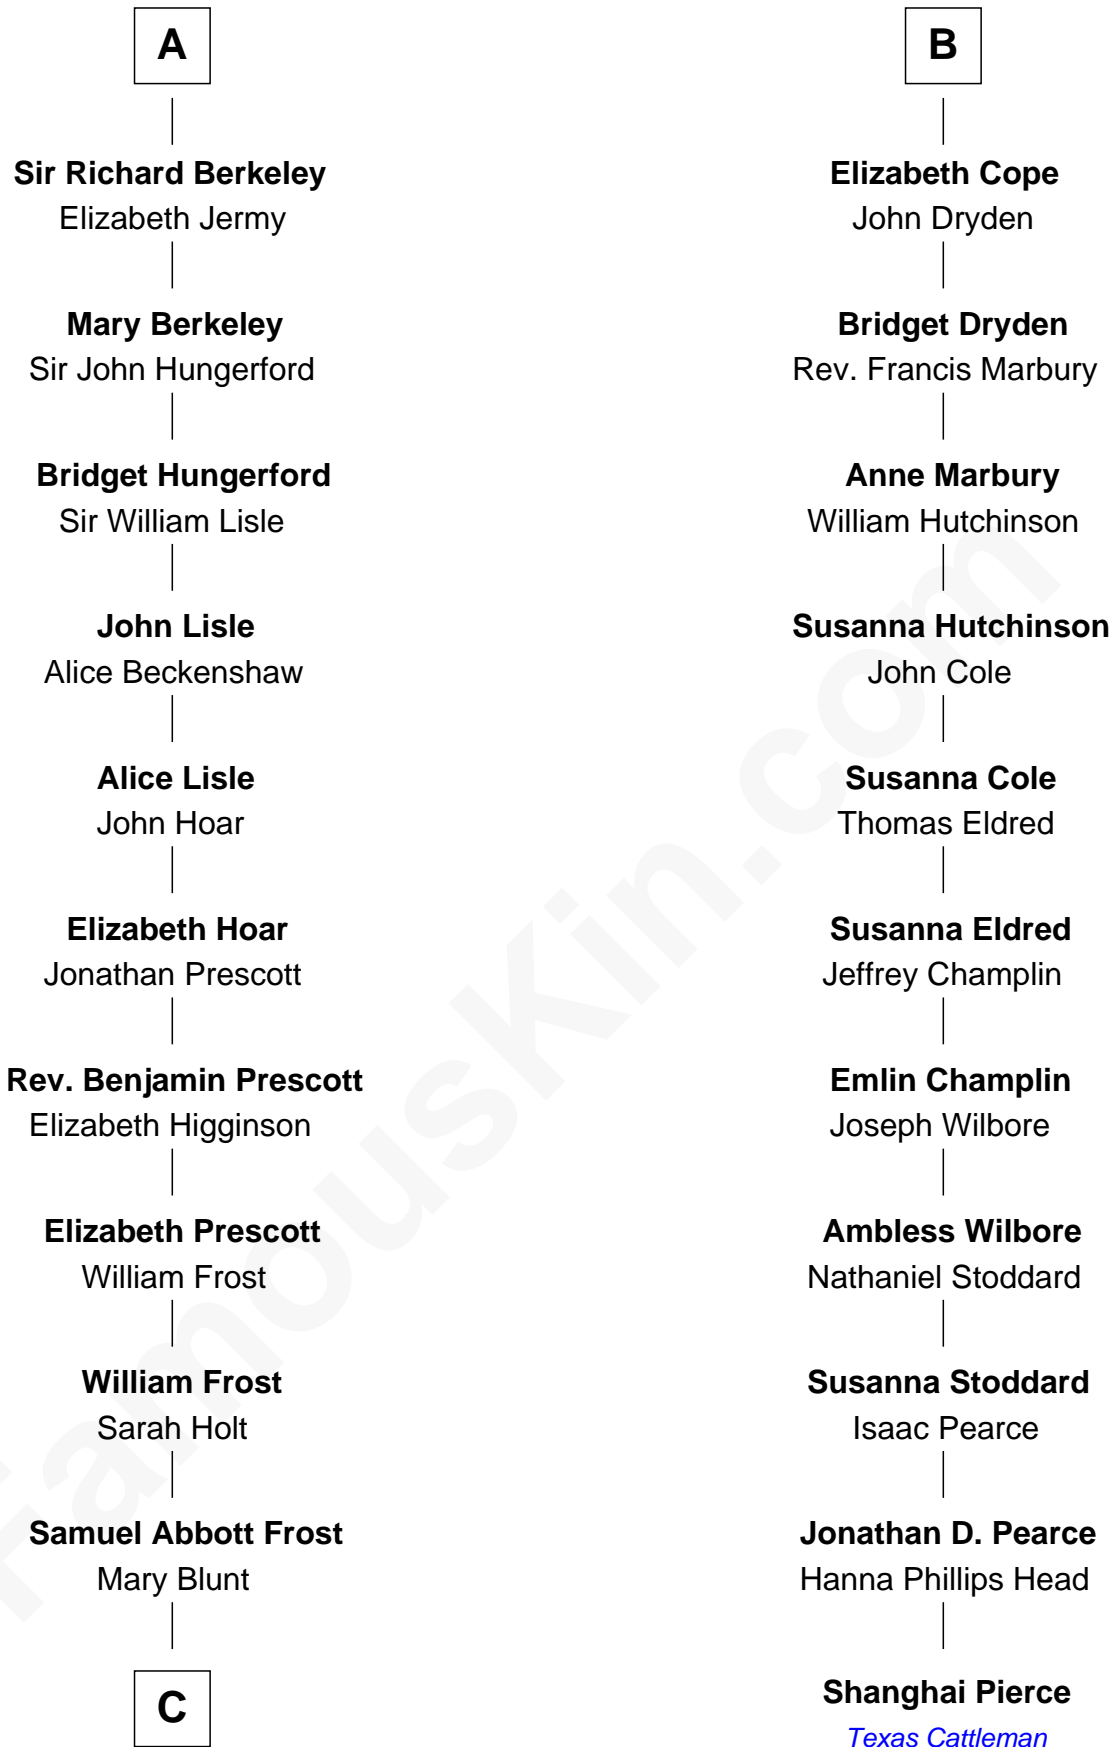 A
Sir Richard Berkeley
Elizabeth Jermy
Mary Berkeley
Sir John Hungerford
Bridget Hungerford
Sir William Lisle
John Lisle
Alice Beckenshaw
Alice Lisle
John Hoar
Elizabeth Hoar
Jonathan Prescott
Rev. Benjamin Prescott
Elizabeth Higginson
Elizabeth Prescott
William Frost
William Frost
Sarah Holt
Samuel Abbott Frost
Mary Blunt
C
B
Elizabeth Cope
John Dryden
Bridget Dryden
Rev. Francis Marbury
Anne Marbury
William Hutchinson
Susanna Hutchinson
John Cole
Susanna Cole
Thomas Eldred
Susanna Eldred
Jeffrey Champlin
Emlin Champlin
Joseph Wilbore
Ambless Wilbore
Nathaniel Stoddard
Susanna Stoddard
Isaac Pearce
Jonathan D. Pearce
Hanna Phillips Head
Shanghai Pierce
Texas Cattleman
FamousKin.com